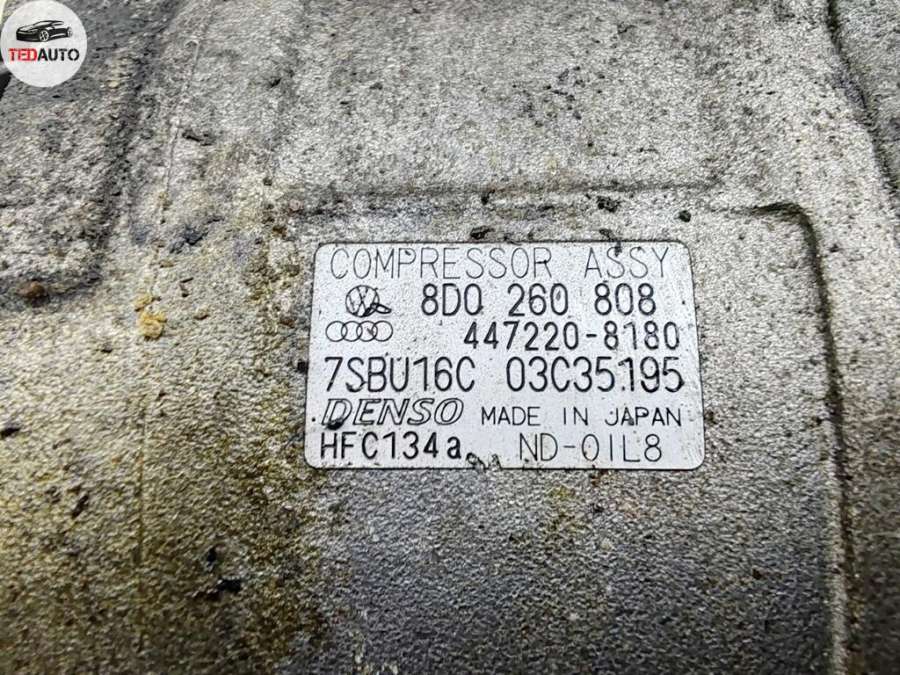 TEDAUTO
COMPRESSOR ASSY
8D0 260 808
447220-8180
7SBU16C 03C35195
DENSO MADE IN JAPAN
HFC134a ND-OIL8